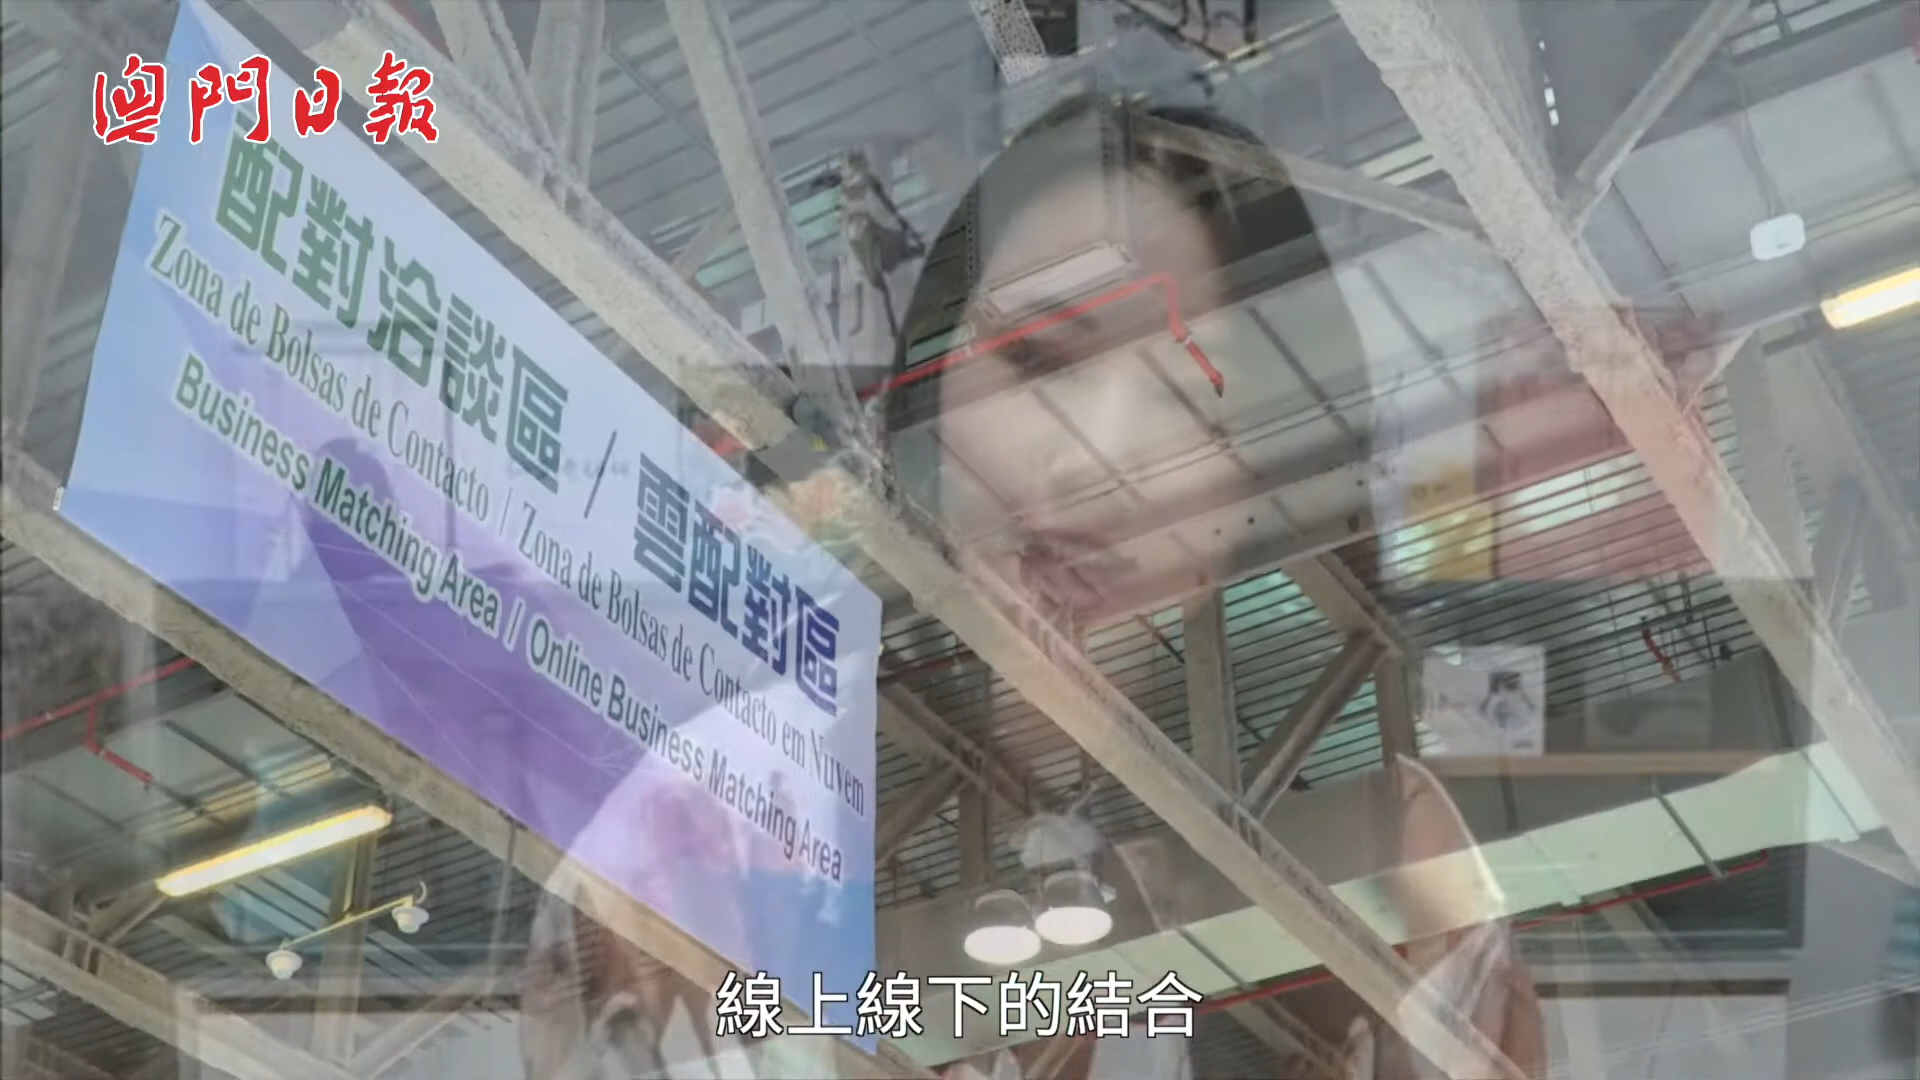 澳門日報
配對洽談區 / 雲配對區
Zona de Bolsas de Contacto / Zona de Bolsas de Contacto em Nuvem
Business Matching Area / Online Business Matching Area
線上線下的結合